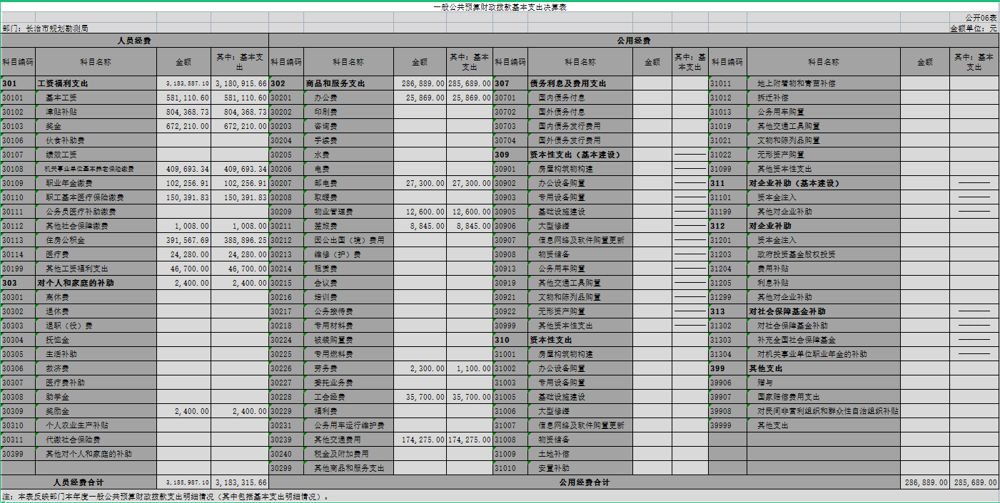 一般公共预算财政拨款基本支出决算表
公开06表
部门：长治市规划勘测局 金额单位：元
人员经费 公用经费
科目编码 科目名称 金额 其中：基本支出 科目编码 科目名称 金额 其中：基本支出 科目编码 科目名称 金额 其中：基本支出 科目编码 科目名称 金额 其中：基本支出
301 工资福利支出 3,183,587.10 3,180,915.66 302 商品和服务支出 286,889.00 285,689.00 307 债务利息及费用支出 31011 地上附着物和青苗补偿
30101 基本工资 581,110.60 581,110.60 30201 办公费 25,869.00 25,869.00 30701 国内债务付息 31012 拆迁补偿
30102 津贴补贴 804,368.73 804,368.73 30202 印刷费 30702 国外债务付息 31013 公务用车购置
30103 奖金 672,210.00 672,210.00 30203 咨询费 30703 国内债务发行费用 31019 其他交通工具购置
30106 伙食补助费 30204 手续费 30704 国外债务发行费用 31021 文物和陈列品购置
30107 绩效工资 30205 水费 309 资本性支出（基本建设） ———— 31022 无形资产购置
30108 机关事业单位基本养老保险缴费 409,693.34 409,693.34 30206 电费 30901 房屋构筑物构建 ———— 31099 其他资本性支出
30109 职业年金缴费 102,256.91 102,256.91 30207 邮电费 27,300.00 27,300.00 30902 办公设备购置 ———— 311 对企业补助（基本建设） ————
30110 职工基本医疗保险缴费 150,391.83 150,391.83 30208 取暖费 30903 专用设备购置 ———— 31101 资本金注入 ————
30111 公务员医疗补助缴费 30209 物业管理费 12,600.00 12,600.00 30905 基础设施建设 ———— 31199 其他对企业补助 ————
30112 其他社会保障缴费 1,008.00 1,008.00 30211 差旅费 8,845.00 8,845.00 30906 大型修缮 ———— 312 对企业补助
30113 住房公积金 391,567.69 388,896.25 30212 因公出国（境）费用 30907 信息网络及软件购置更新 ———— 31201 资本金注入
30114 医疗费 24,280.00 24,280.00 30213 维修（护）费 30908 物资储备 ———— 31203 政府投资基金股权投资
30199 其他工资福利支出 46,700.00 46,700.00 30214 租赁费 30913 公务用车购置 ———— 31204 费用补贴
303 对个人和家庭的补助 2,400.00 2,400.00 30215 会议费 30919 其他交通工具购置 ———— 31205 利息补贴
30301 离休费 30216 培训费 30921 文物和陈列品购置 ———— 31299 其他对企业补助
30302 退休费 30217 公务接待费 30922 无形资产购置 ———— 313 对社会保障基金补助 ————
30303 退职（役）费 30218 专用材料费 30999 其他资本性支出 ———— 31302 对社会保障基金补助 ————
30304 抚恤金 30224 被装购置费 310 资本性支出 31303 补充全国社会保障基金 ————
30305 生活补助 30225 专用燃料费 31001 房屋构筑物构建 31304 对机关事业单位职业年金的补助 ————
30306 救济费 30226 劳务费 2,300.00 1,100.00 31002 办公设备购置 399 其他支出
30307 医疗费补助 30227 委托业务费 31003 专用设备购置 39906 赠与
30308 助学金 30228 工会经费 35,700.00 35,700.00 31005 基础设施建设 39907 国家赔偿费用支出
30309 奖励金 2,400.00 2,400.00 30229 福利费 31006 大型修缮 39908 对民间非营利组织和群众性自治组织补贴
30310 个人农业生产补贴 30231 公务用车运行维护费 31007 信息网络及软件购置更新 39999 其他支出
30311 代缴社会保险费 30239 其他交通费用 174,275.00 174,275.00 31008 物资储备
30399 其他对个人和家庭的补助 30240 税金及附加费用 31009 土地补偿
30299 其他商品和服务支出 31010 安置补助
人员经费合计 3,185,987.10 3,183,315.66 公用经费合计 286,889.00 285,689.00
注：本表反映部门本年度一般公共预算财政拨款支出明细情况（其中包括基本支出明细情况）。